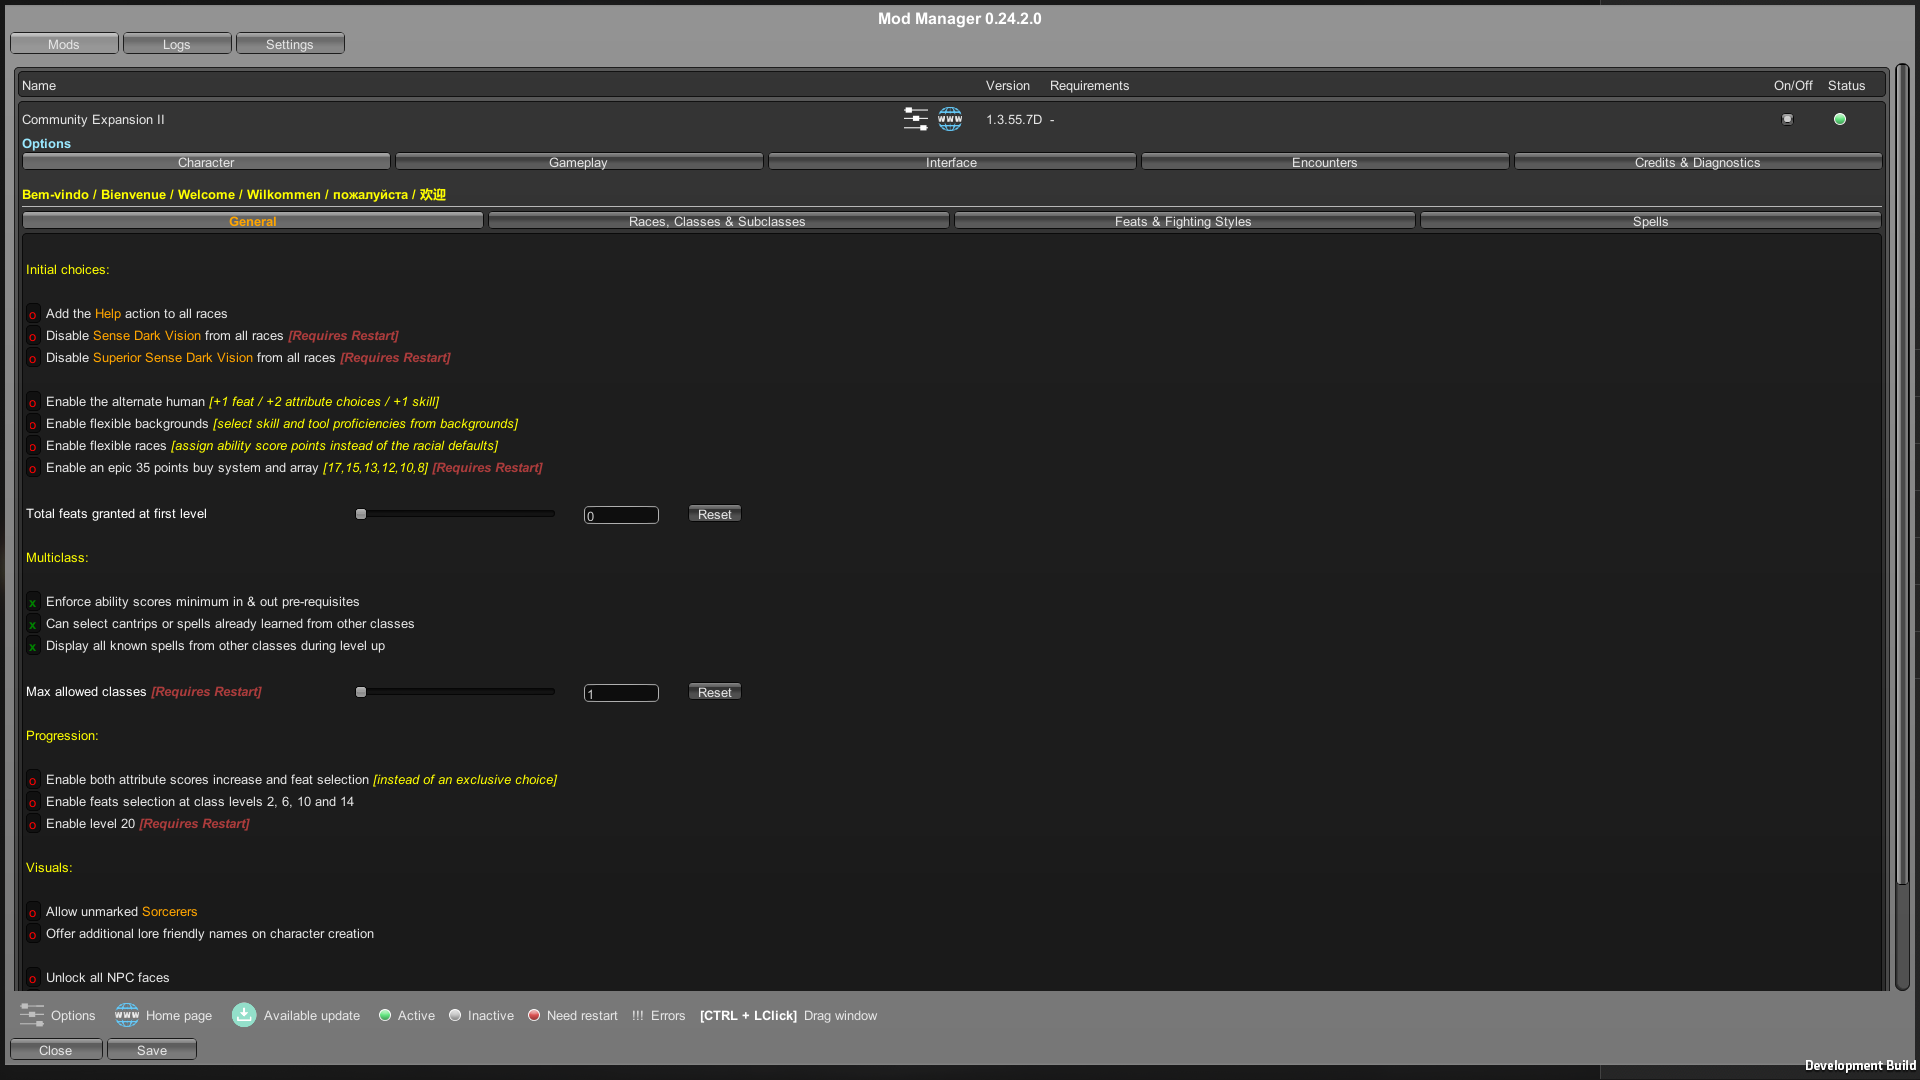 Mod Manager 0.24.2.0
Mods Logs Settings
Name Version Requirements On/Off Status
Community Expansion II WWW 1.3.55.7D -
Options
Character Gameplay Interface Encounters Credits & Diagnostics
Bem-vindo / Bienvenue / Welcome / Wilkommen / пожалуйста / 欢迎
General Races, Classes & Subclasses Feats & Fighting Styles Spells
Initial choices:
o Add the Help action to all races
o Disable Sense Dark Vision from all races [Requires Restart]
o Disable Superior Sense Dark Vision from all races [Requires Restart]
o Enable the alternate human [+1 feat / +2 attribute choices / +1 skill]
o Enable flexible backgrounds [select skill and tool proficiencies from backgrounds]
o Enable flexible races [assign ability score points instead of the racial defaults]
o Enable an epic 35 points buy system and array [17,15,13,12,10,8] [Requires Restart]
Total feats granted at first level 0 Reset
Multiclass:
x Enforce ability scores minimum in & out pre-requisites
x Can select cantrips or spells already learned from other classes
x Display all known spells from other classes during level up
Max allowed classes [Requires Restart] 1 Reset
Progression:
o Enable both attribute scores increase and feat selection [instead of an exclusive choice]
o Enable feats selection at class levels 2, 6, 10 and 14
o Enable level 20 [Requires Restart]
Visuals:
o Allow unmarked Sorcerers
o Offer additional lore friendly names on character creation
o Unlock all NPC faces
Options WWW Home page Available update Active Inactive Need restart !!! Errors [CTRL + LClick] Drag window
Close Save
Development Build